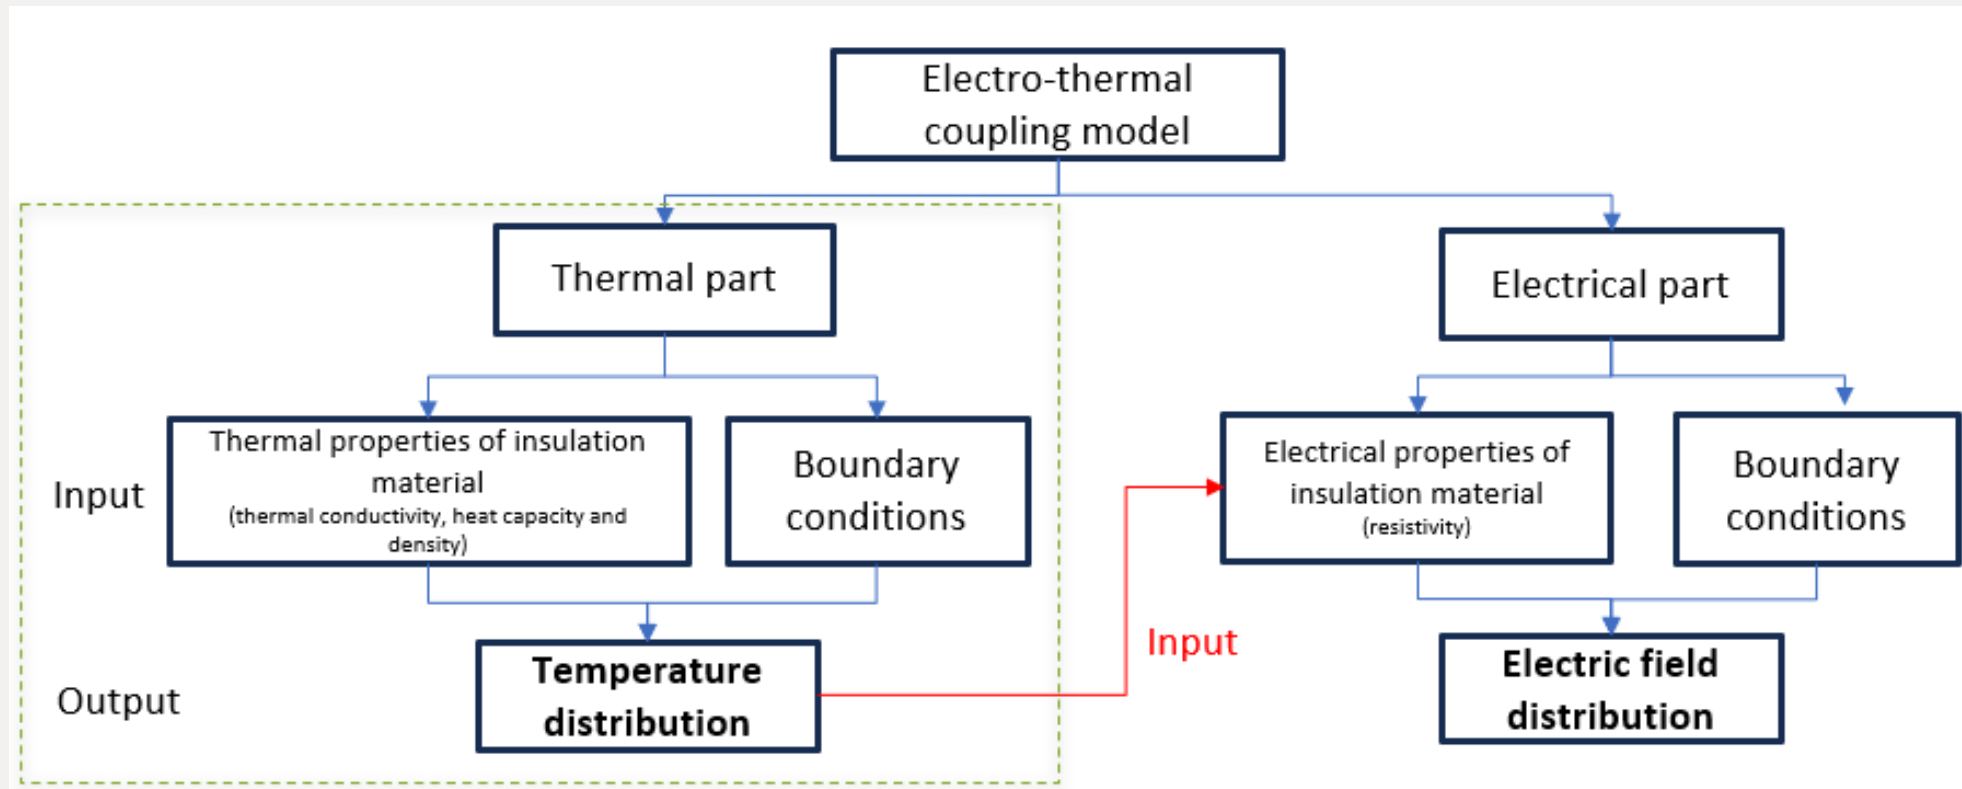 Electro-thermal
coupling model
Thermal part
Electrical part
Input
Thermal properties of insulation
material
(thermal conductivity, heat capacity and
density)
Boundary
conditions
Electrical properties of
insulation material
(resistivity)
Boundary
conditions
Input
Output
Temperature
distribution
Electric field
distribution